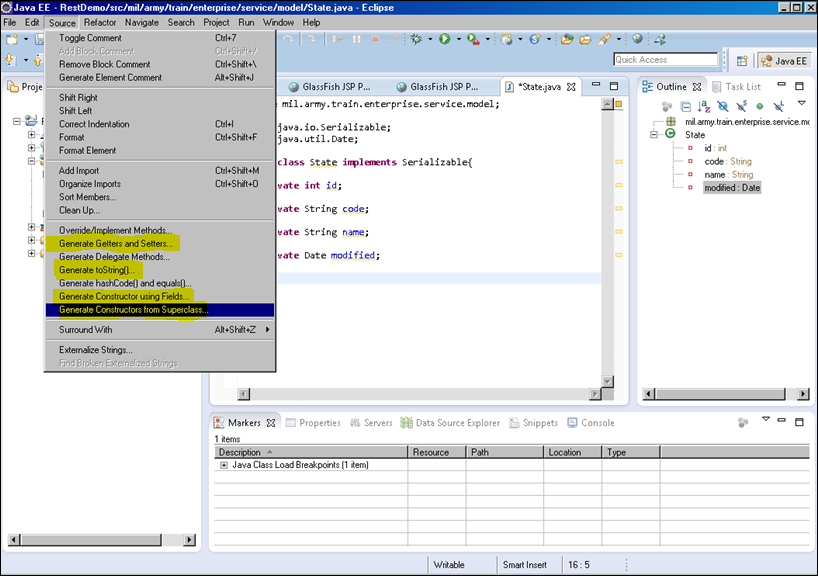 Java EE - RestDemo/src/mil/army/train/enterprise/service/model/State.java - Eclipse
File Edit Source Refactor Navigate Search Project Run Window Help
Toggle Comment Ctrl+7
Add Block Comment Ctrl+Shift+/
Remove Block Comment Ctrl+Shift+\
Generate Element Comment Alt+Shift+J
Shift Right
Shift Left
Correct Indentation Ctrl+I
Format Ctrl+Shift+F
Format Element
Add Import Ctrl+Shift+M
Organize Imports Ctrl+Shift+O
Sort Members...
Clean Up...
Override/Implement Methods...
Generate Getters and Setters...
Generate Delegate Methods...
Generate toString()...
Generate hashCode() and equals()...
Generate Constructor using Fields...
Generate Constructors from Superclass...
Surround With Alt+Shift+Z
Externalize Strings...
Find Broken Externalized Strings
Quick Access
Java EE
Proje
GlassFish JSP P...
GlassFish JSP P...
*State.java
mil.army.train.enterprise.service.model;
java.io.Serializable;
java.util.Date;
class State implements Serializable{
vate int id;
vate String code;
vate String name;
vate Date modified;
Outline Task List
mil.army.train.enterprise.service.mo
State
id : int
code : String
name : String
modified : Date
Markers Properties Servers Data Source Explorer Snippets Console
1 items
Description Resource Path Location Type
Java Class Load Breakpoints (1 item)
Writable Smart Insert 16 : 5